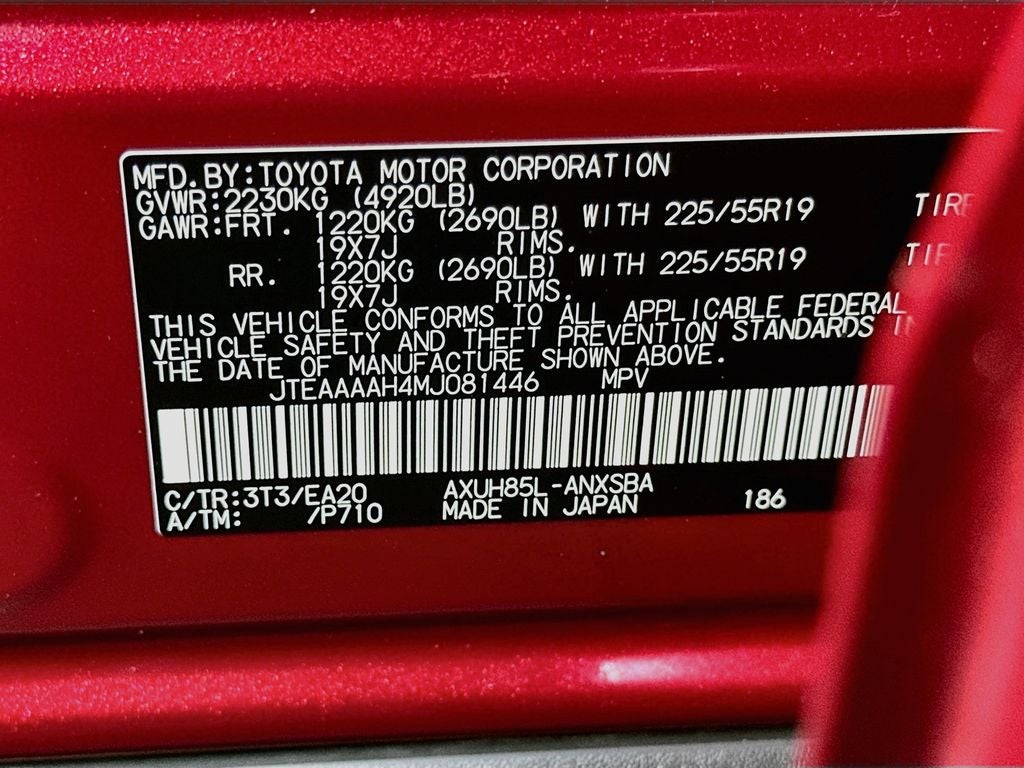 MFD. BY: TOYOTA MOTOR CORPORATION
GVWR: 2230KG (4920LB)
GAWR: FRT. 1220KG (2690LB) WITH 225/55R19
19X7J RIMS.
RR. 1220KG (2690LB) WITH 225/55R19
19X7J RIMS.
THIS VEHICLE CONFORMS TO ALL APPLICABLE FEDERAL
VEHICLE SAFETY AND THEFT PREVENTION STANDARDS
THE DATE OF MANUFACTURE SHOWN ABOVE.
JTEAAAAH4MJ081446 MPV
C/TR: 3T3/EA20 AXUH85L-ANXSBA 186
A/TM: /P710 MADE IN JAPAN